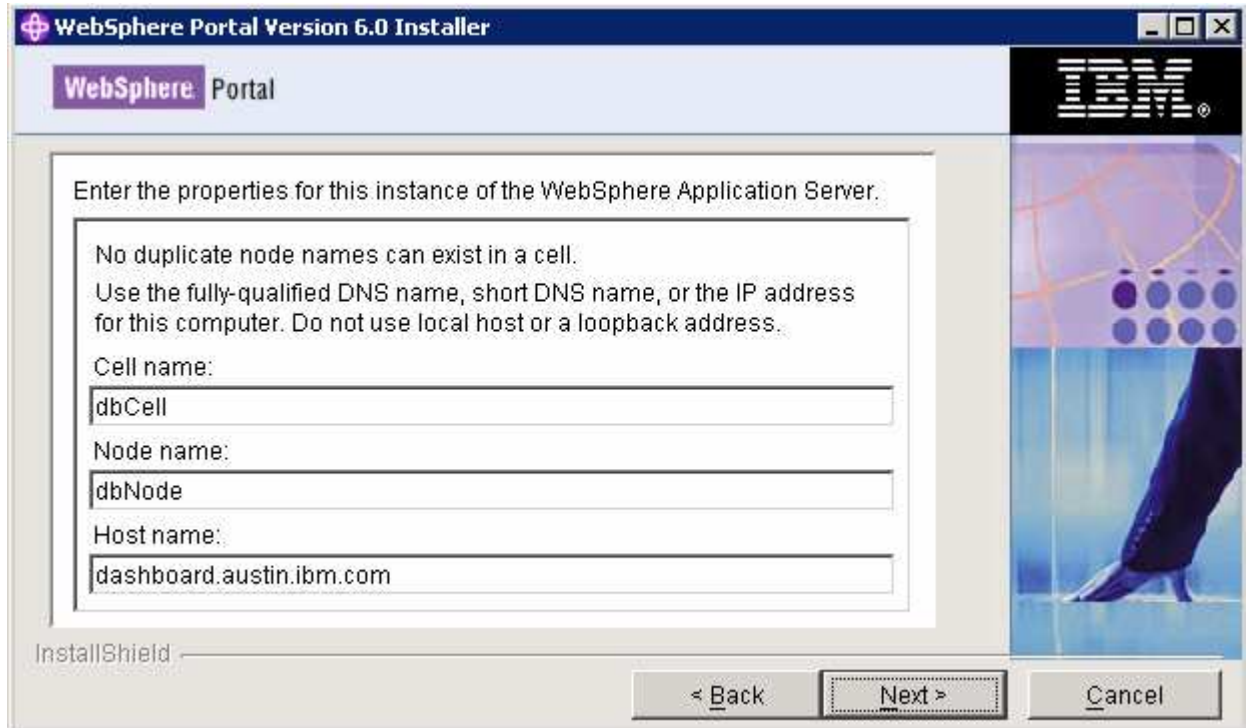 WebSphere Portal Version 6.0 Installer
WebSphere. Portal
IBM®
Enter the properties for this instance of the WebSphere Application Server.
No duplicate node names can exist in a cell.
Use the fully-qualified DNS name, short DNS name, or the IP address
for this computer. Do not use local host or a loopback address.
Cell name:
dbCell
Node name:
dbNode
Host name:
dashboard.austin.ibm.com
InstallShield
< Back
Next >
Cancel